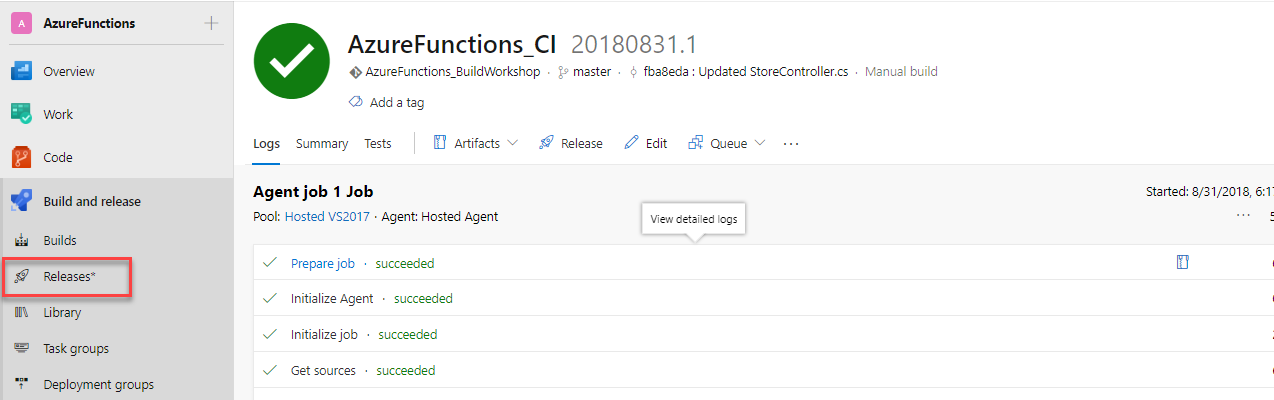 A AzureFunctions
Overview
Work
Code
Build and release
Builds
Releases*
Library
Task groups
Deployment groups
AzureFunctions_CI 20180831.1
AzureFunctions_BuildWorkshop · master · fba8eda : Updated StoreController.cs · Manual build
Add a tag
Logs Summary Tests Artifacts Release Edit Queue ...
Agent job 1 Job
Started: 8/31/2018, 6:1
Pool: Hosted VS2017 · Agent: Hosted Agent
...
View detailed logs
Prepare job · succeeded
Initialize Agent · succeeded
Initialize job · succeeded
Get sources · succeeded